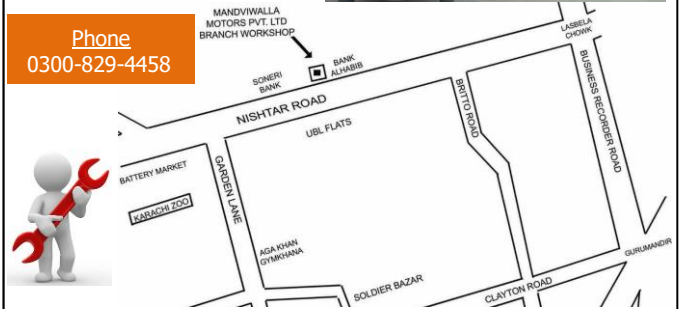 Phone
0300-829-4458
MANDVIWALLA
MOTORS PVT. LTD
BRANCH WORKSHOP
SONERI
BANK
BANK
ALHABIB
LASBELA
CHOWK
NISHTAR ROAD
UBL FLATS
BRITTO ROAD
BUSINESS RECORDER ROAD
BATTERY MARKET
KARACHI ZOO
GARDEN LANE
AGA KHAN
GYMKHANA
SOLDIER BAZAR
CLAYTON ROAD
GURUMANDIR